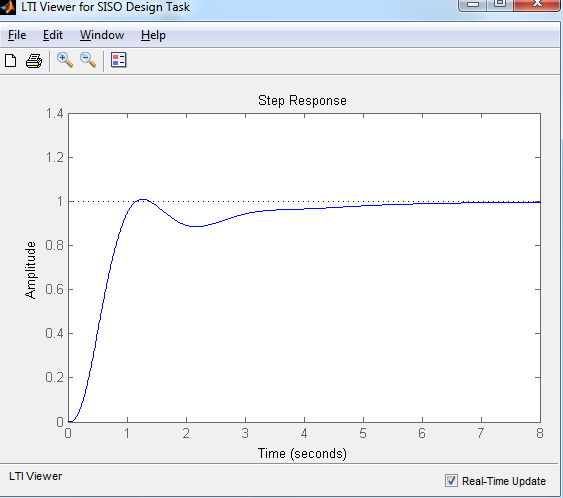 LTI Viewer for SISO Design Task
File Edit Window Help
Step Response
1.4
1.2
1
0.8
0.6
0.4
0.2
0
Amplitude
0 1 2 3 4 5 6 7 8
Time (seconds)
LTI Viewer
Real-Time Update